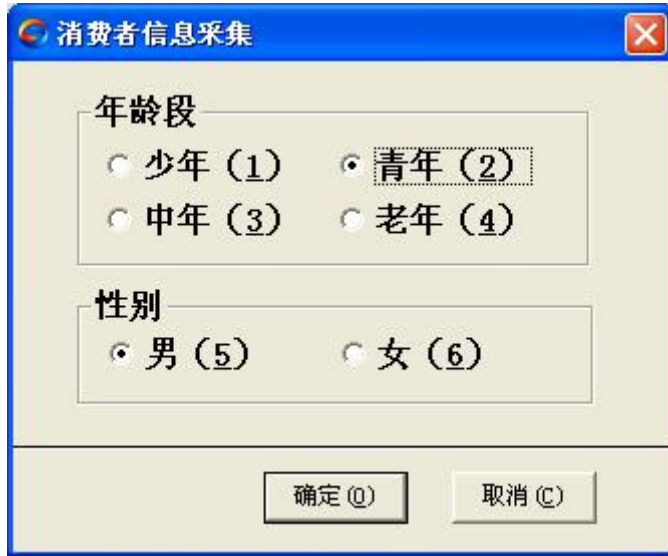 消费者信息采集
年龄段
少年（1） 青年（2）
中年（3） 老年（4）
性别
男（5） 女（6）
确定(O) 取消(C)